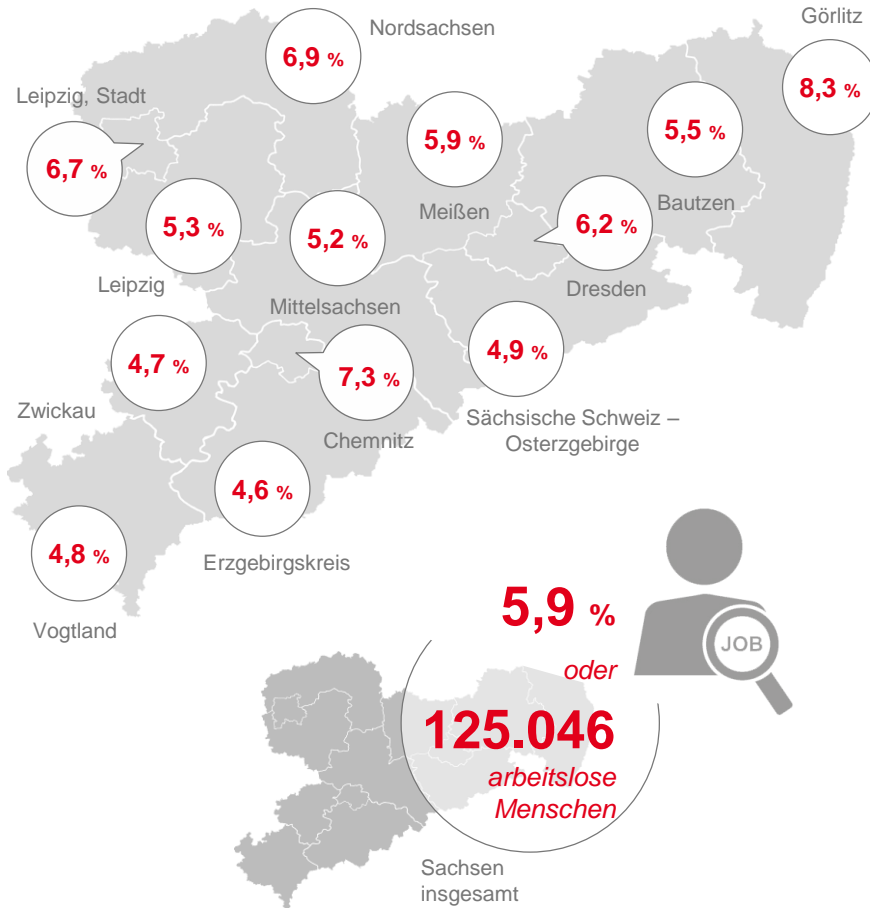 Görlitz
Nordsachsen
6,9 %
8,3 %
Leipzig, Stadt
6,7 %
5,9 %
5,5 %
Meißen
Bautzen
5,3 %
5,2 %
6,2 %
Leipzig
Mittelsachsen
Dresden
4,7 %
7,3 %
4,9 %
Zwickau
Chemnitz
Sächsische Schweiz –
Osterzgebirge
4,6 %
Erzgebirgskreis
4,8 %
Vogtland
5,9 %
oder
JOB
125.046
arbeitslose
Menschen
Sachsen
insgesamt